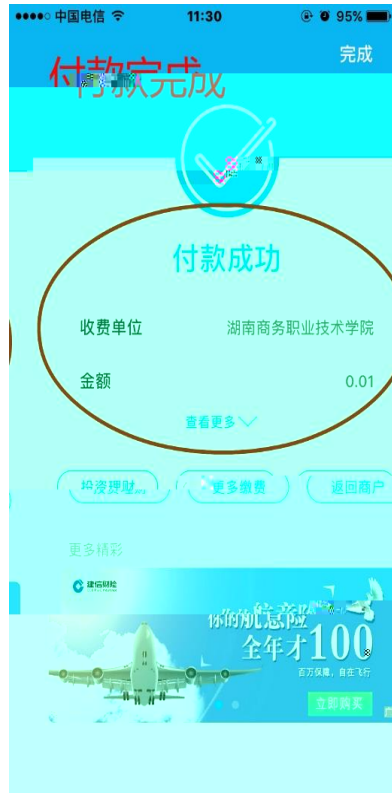 中国电信 11:30 95%
完成
付款完成
付款成功
收费单位 湖南商务职业技术学院
金额 0.01
查看更多
投资理财... 更多缴费 返回商户
更多精彩
建信财险
你的航意险
全年才100
百万保障，自在飞行
立即购买